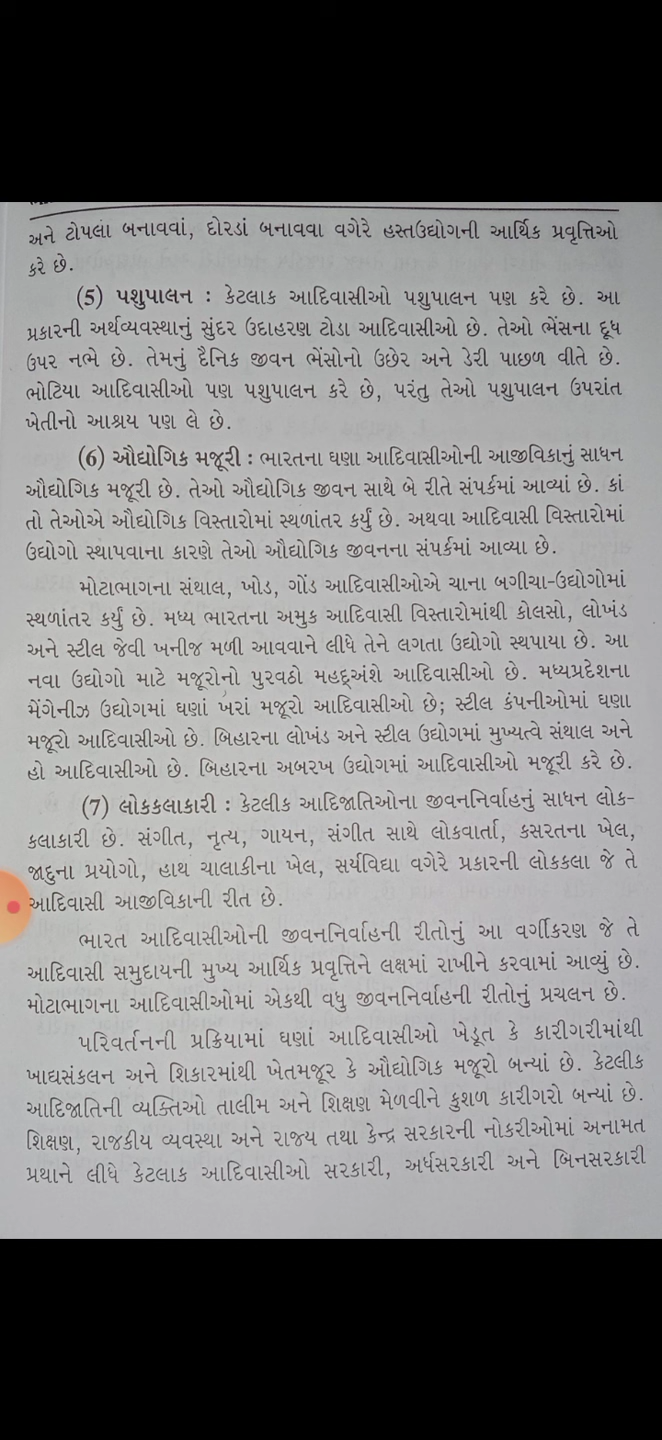 અને ટોપલા બનાવવાં, દોરડાં બનાવવા વગેરે હસ્તઉદ્યોગની આર્થિક પ્રવૃત્તિઓ
કરે છે.
(5) પશુપાલન : કેટલાક આદિવાસીઓ પશુપાલન પણ કરે છે. આ
પ્રકારની અર્થવ્યવસ્થાનું સુંદર ઉદાહરણ ટોડા આદિવાસીઓ છે. તેઓ ભેંસના દૂધ
ઉપર નભે છે. તેમનું દૈનિક જીવન ભેંસોનો ઉછેર અને ડેરી પાછળ વીતે છે.
ભોટિયા આદિવાસીઓ પણ પશુપાલન કરે છે, પરંતુ તેઓ પશુપાલન ઉપરાંત
ખેતીનો આશ્રય પણ લે છે.
(6) ઔદ્યોગિક મજૂરી : ભારતના ઘણા આદિવાસીઓની આજીવિકાનું સાધન
ઔદ્યોગિક મજૂરી છે. તેઓ ઔદ્યોગિક જીવન સાથે બે રીતે સંપર્કમાં આવ્યાં છે. કાં
તો તેઓએ ઔદ્યોગિક વિસ્તારોમાં સ્થળાંતર કર્યું છે. અથવા આદિવાસી વિસ્તારોમાં
ઉદ્યોગો સ્થાપવાના કારણે તેઓ ઔદ્યોગિક જીવનના સંપર્કમાં આવ્યા છે.
મોટાભાગના સંથાલ, ખોડ, ગોંડ આદિવાસીઓએ ચાના બગીચા-ઉદ્યોગોમાં
સ્થળાંતર કર્યું છે. મધ્ય ભારતના અમુક આદિવાસી વિસ્તારોમાંથી કોલસો, લોખંડ
અને સ્ટીલ જેવી ખનીજ મળી આવવાને લીધે તેને લગતા ઉદ્યોગો સ્થપાયા છે. આ
નવા ઉદ્યોગો માટે મજૂરોનો પુરવઠો મહદ્અંશે આદિવાસીઓ છે. મધ્યપ્રદેશના
મેંગેનીઝ ઉદ્યોગમાં ઘણાં ખરાં મજૂરો આદિવાસીઓ છે; સ્ટીલ કંપનીઓમાં ઘણા
મજૂરો આદિવાસીઓ છે. બિહારના લોખંડ અને સ્ટીલ ઉદ્યોગમાં મુખ્યત્વે સંથાલ અને
હો આદિવાસીઓ છે. બિહારના અબરખ ઉદ્યોગમાં આદિવાસીઓ મજૂરી કરે છે.
(7) લોકકલાકારી : કેટલીક આદિજાતિઓના જીવનનિર્વાહનું સાધન લોક-
કલાકારી છે. સંગીત, નૃત્ય, ગાયન, સંગીત સાથે લોકવાર્તા, કસરતના ખેલ,
જાદુના પ્રયોગો, હાથ ચાલાકીના ખેલ, સર્યવિદ્યા વગેરે પ્રકારની લોકકલા જે તે
આદિવાસી આજીવિકાની રીત છે.
ભારત આદિવાસીઓની જીવનનિર્વાહની રીતોનું આ વર્ગીકરણ જે તે
આદિવાસી સમુદાયની મુખ્ય આર્થિક પ્રવૃત્તિને લક્ષમાં રાખીને કરવામાં આવ્યું છે.
મોટાભાગના આદિવાસીઓમાં એકથી વધુ જીવનનિર્વાહની રીતોનું પ્રચલન છે.
પરિવર્તનની પ્રક્રિયામાં ઘણાં આદિવાસીઓ ખેડૂત કે કારીગરીમાંથી
ખાદ્યસંકલન અને શિકારમાંથી ખેતમજૂર કે ઔદ્યોગિક મજૂરો બન્યાં છે. કેટલીક
આદિજાતિની વ્યક્તિઓ તાલીમ અને શિક્ષણ મેળવીને કુશળ કારીગરો બન્યાં છે.
શિક્ષણ, રાજકીય વ્યવસ્થા અને રાજ્ય તથા કેન્દ્ર સરકારની નોકરીઓમાં અનામત
પ્રથાને લીધે કેટલાક આદિવાસીઓ સરકારી, અર્ધસરકારી અને બિનસરકારી